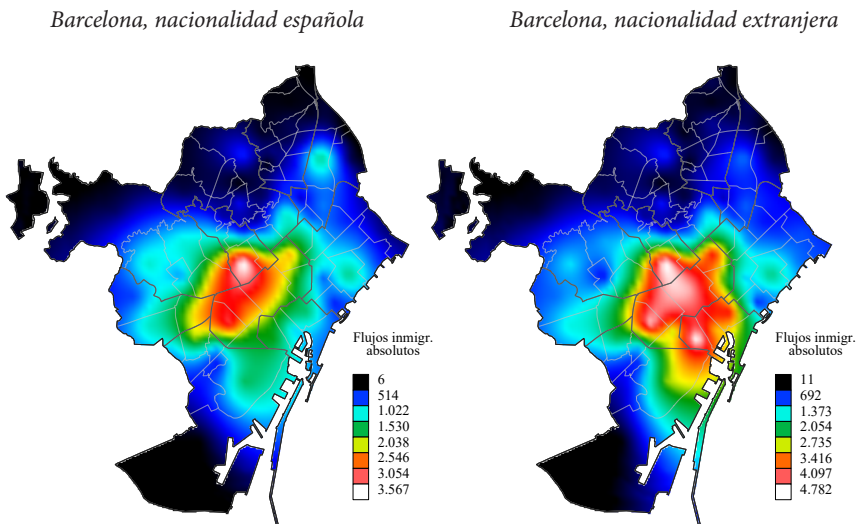 Barcelona, nacionalidad española
Barcelona, nacionalidad extranjera
Flujos inmigr.
absolutos
6
514
1.022
1.530
2.038
2.546
3.054
3.567
Flujos inmigr.
absolutos
11
692
1.373
2.054
2.735
3.416
4.097
4.782